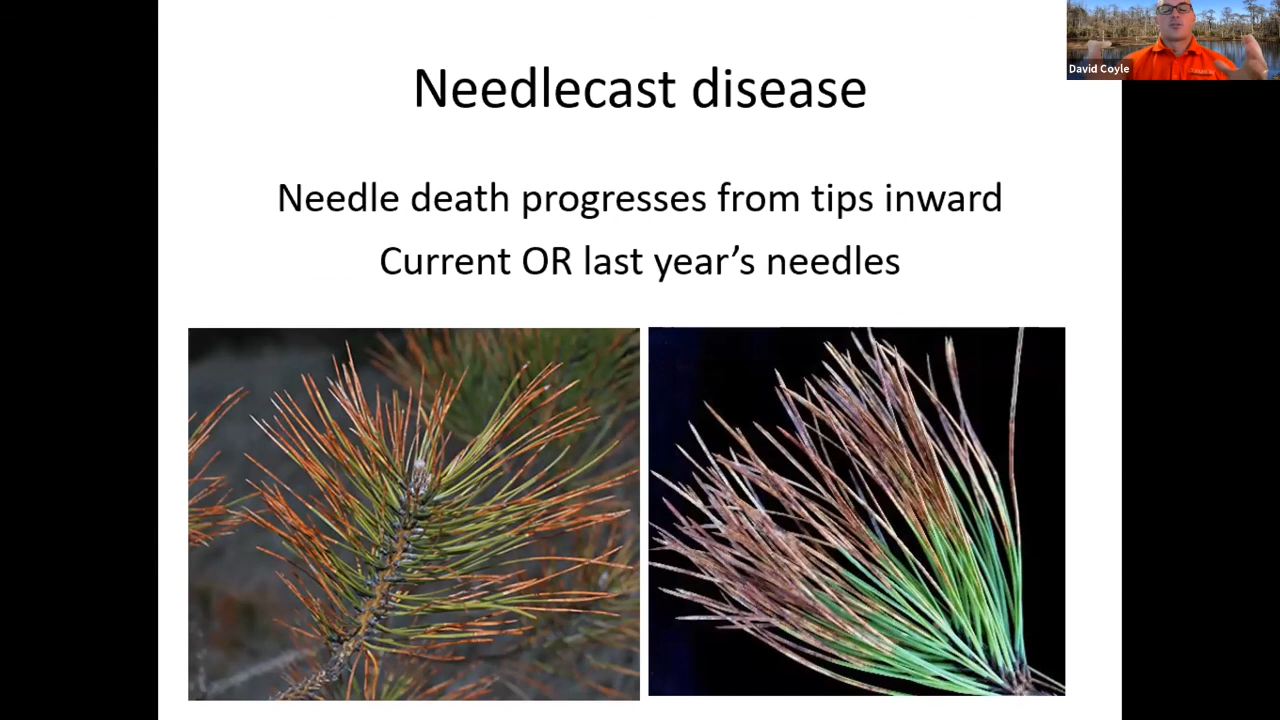 Needlecast disease
David Coyle
Needle death progresses from tips inward
Current OR last year’s needles